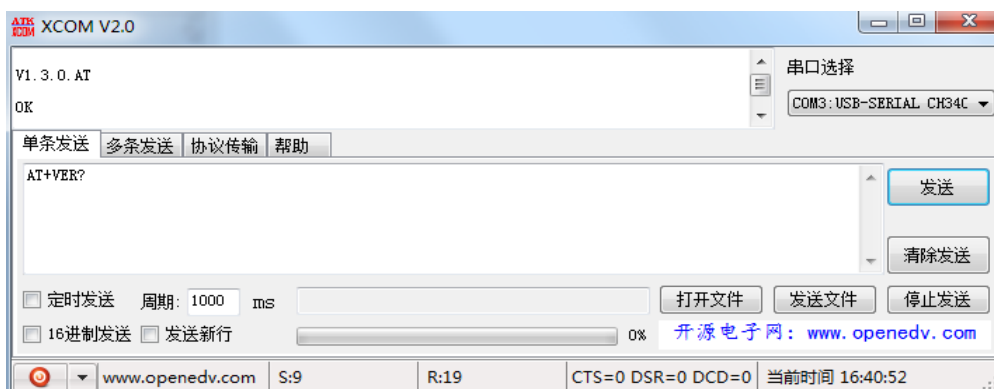 ATK XCOM XCOM V2.0
V1.3.0.AT
OK
串口选择
COM3:USB-SERIAL CH34C
单条发送 多条发送 协议传输 帮助
AT+VER?
发送
清除发送
定时发送 周期: 1000 ms 打开文件 发送文件 停止发送
16进制发送 发送新行 0% 开源电子网: www.openedv.com
www.openedv.com S:9 R:19 CTS=0 DSR=0 DCD=0 当前时间 16:40:52